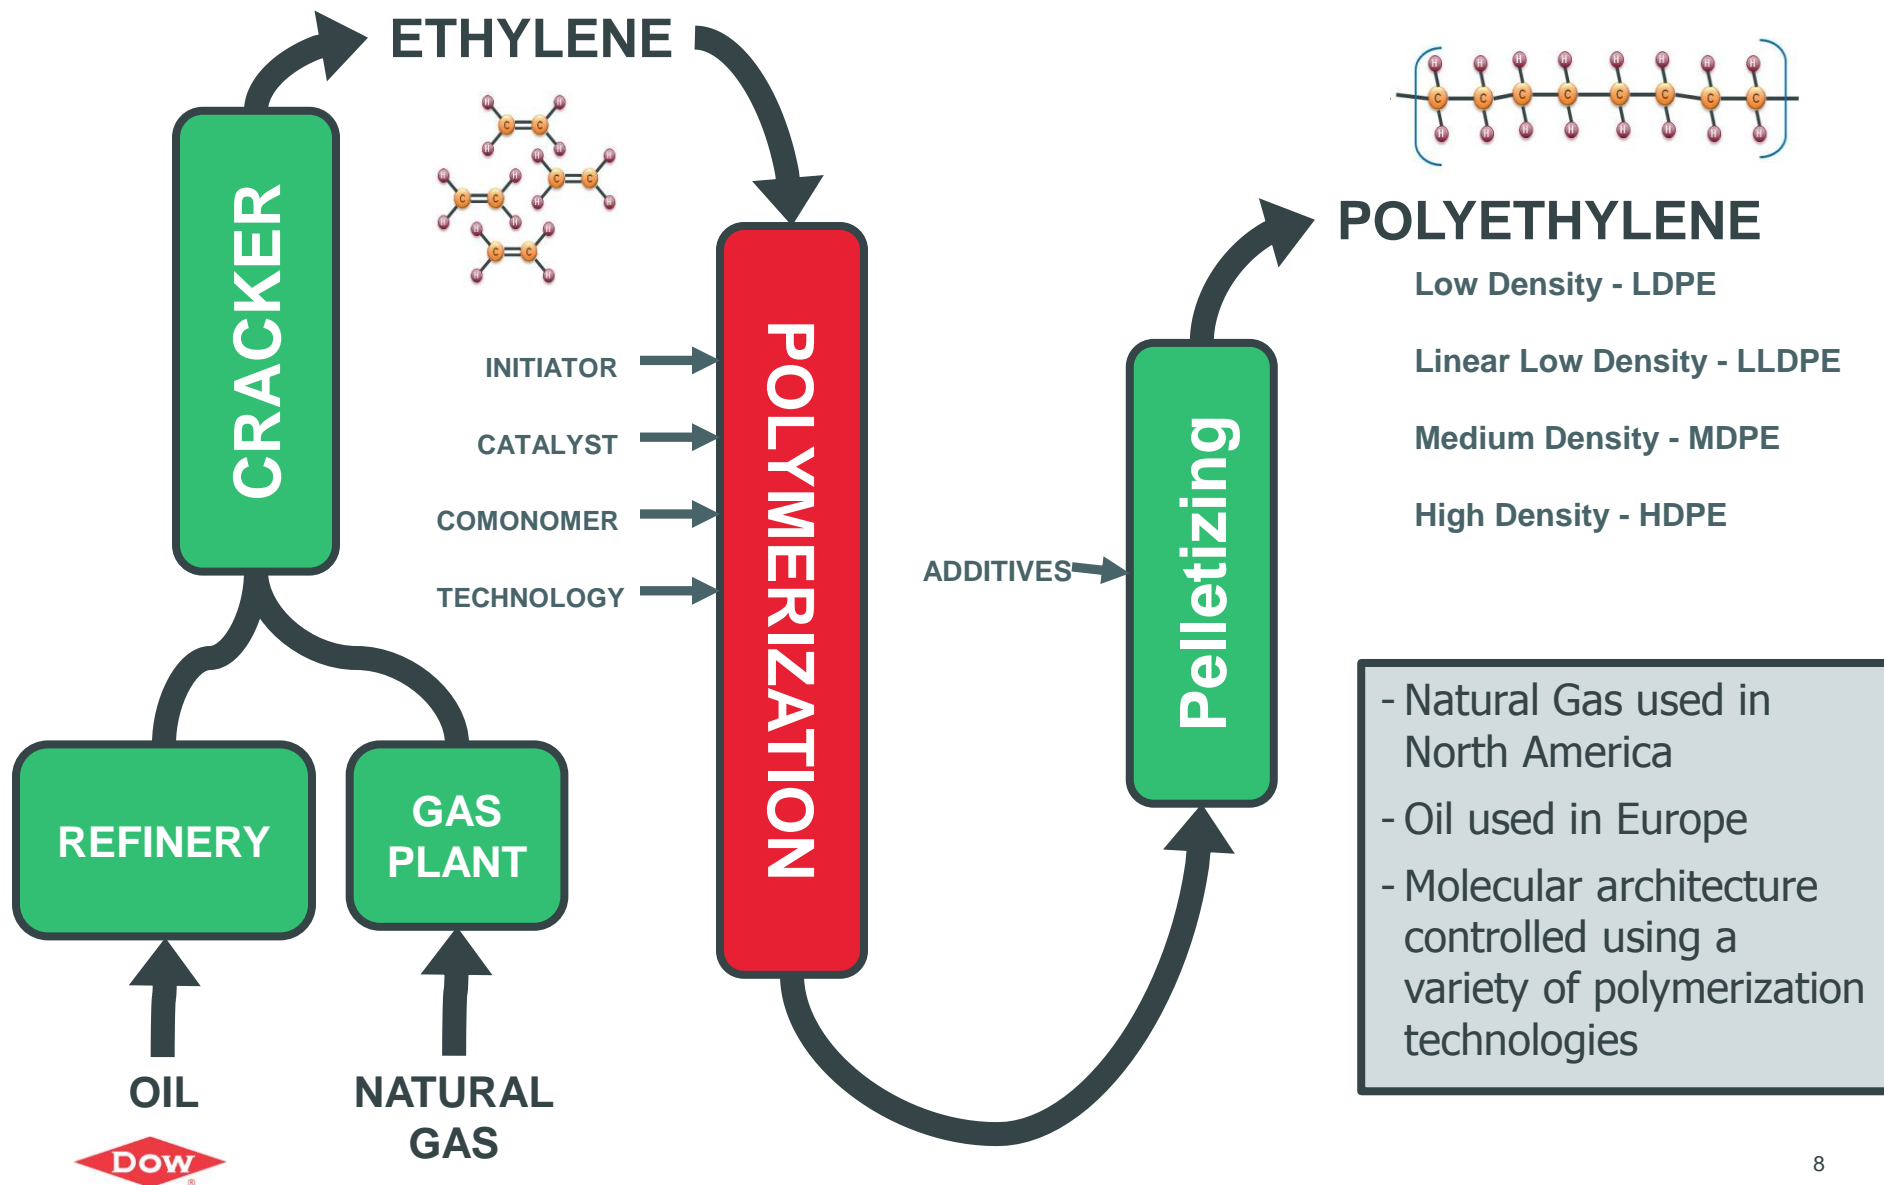 ETHYLENE
CRACKER
POLYMERIZATION
INITIATOR
CATALYST
COMONOMER
TECHNOLOGY
REFINERY
GAS
PLANT
OIL
NATURAL
GAS
ADDITIVES
Pelletizing
POLYETHYLENE
Low Density - LDPE
Linear Low Density - LLDPE
Medium Density - MDPE
High Density - HDPE
- Natural Gas used in
North America
- Oil used in Europe
- Molecular architecture
controlled using a
variety of polymerization
technologies
DOW
®
8
H H
C C
H H
H H
C C
H H
H H
C C
H H
H H
C C
H H
H H H H H H H H
C C C C C C C C
H H H H H H H H